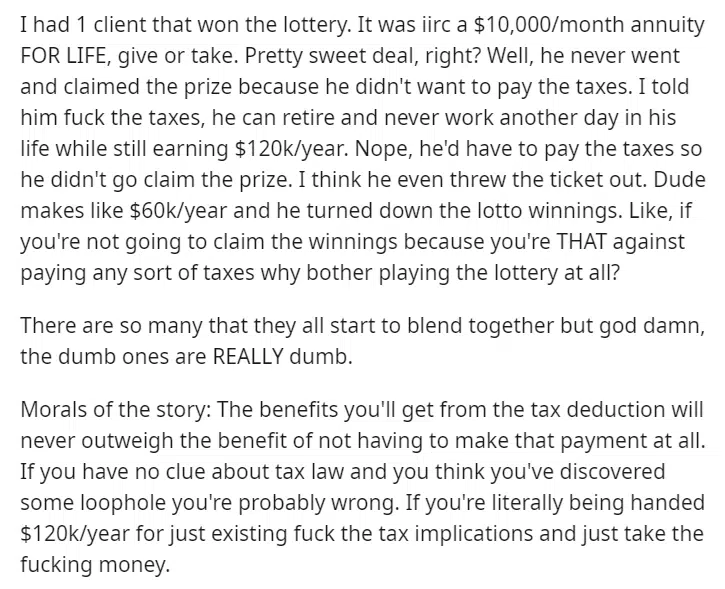 I had 1 client that won the lottery. It was iirc a $10,000/month annuity
FOR LIFE, give or take. Pretty sweet deal, right? Well, he never went
and claimed the prize because he didn't want to pay the taxes. I told
him fuck the taxes, he can retire and never work another day in his
life while still earning $120k/year. Nope, he'd have to pay the taxes so
he didn't go claim the prize. I think he even threw the ticket out. Dude
makes like $60k/year and he turned down the lotto winnings. Like, if
you're not going to claim the winnings because you're THAT against
paying any sort of taxes why bother playing the lottery at all?
There are so many that they all start to blend together but god damn,
the dumb ones are REALLY dumb.
Morals of the story: The benefits you'll get from the tax deduction will
never outweigh the benefit of not having to make that payment at all.
If you have no clue about tax law and you think you've discovered
some loophole you're probably wrong. If you're literally being handed
$120k/year for just existing fuck the tax implications and just take the
fucking money.